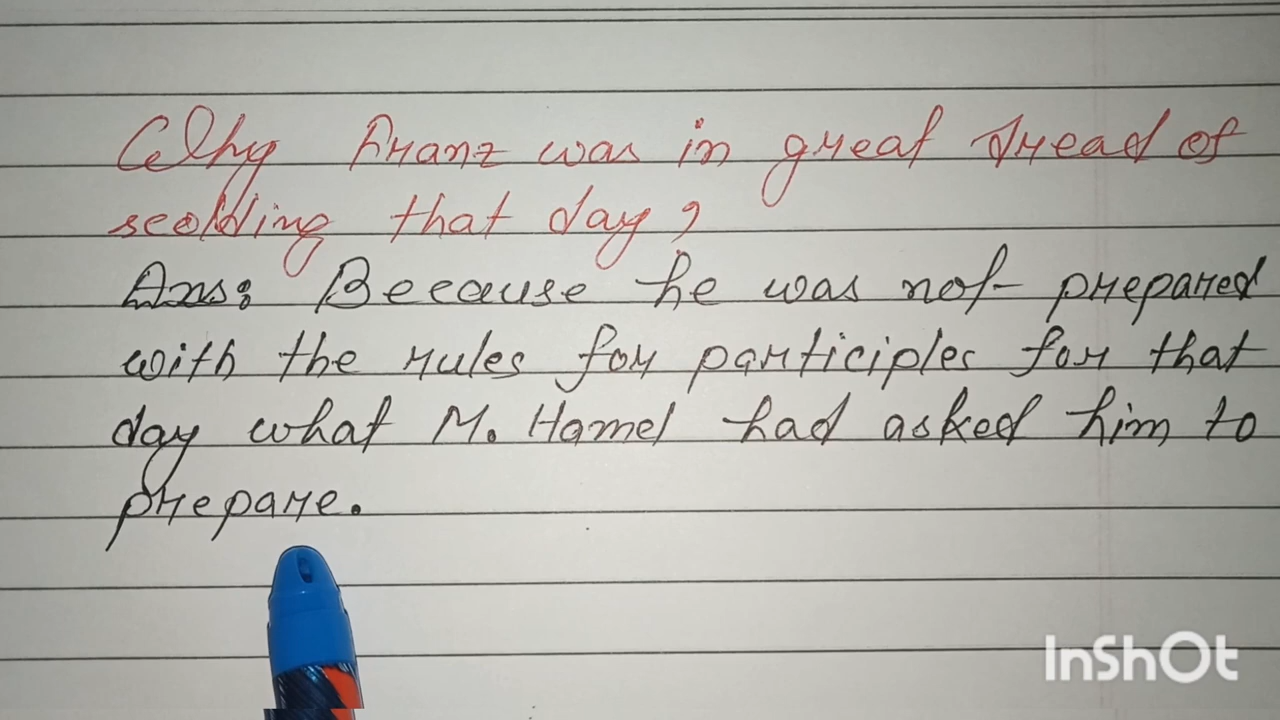 Why Franz was in great dread of
scolding that day?
Ans: Because he was not prepared
with the rules for participles for that
day what M. Hamel had asked him to
prepare.
InShOt